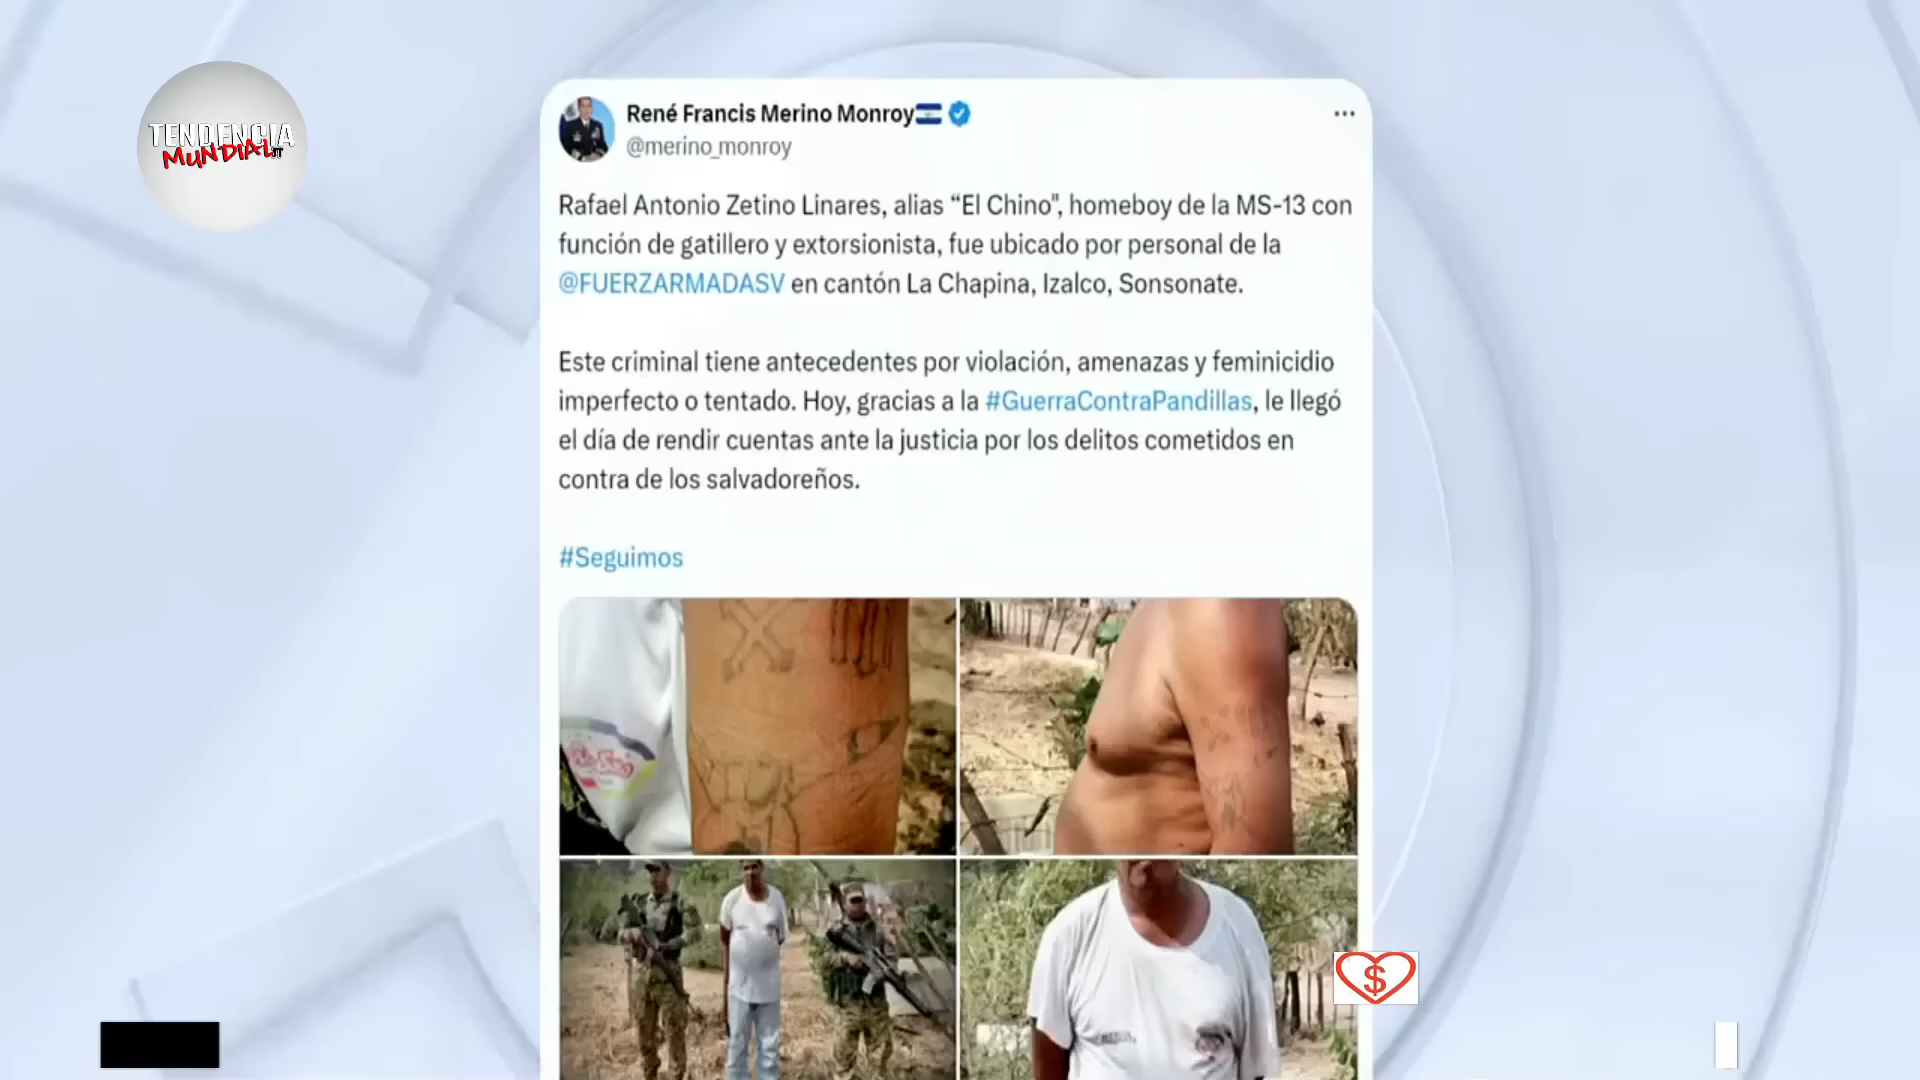 TENDENCIA
MUNDIAL JT
René Francis Merino Monroy
@merino_monroy
Rafael Antonio Zetino Linares, alias “El Chino", homeboy de la MS-13 con
función de gatillero y extorsionista, fue ubicado por personal de la
@FUERZARMADASV en cantón La Chapina, Izalco, Sonsonate.
Este criminal tiene antecedentes por violación, amenazas y feminicidio
imperfecto o tentado. Hoy, gracias a la #GuerraContraPandillas, le llegó
el día de rendir cuentas ante la justicia por los delitos cometidos en
contra de los salvadoreños.
#Seguimos
$